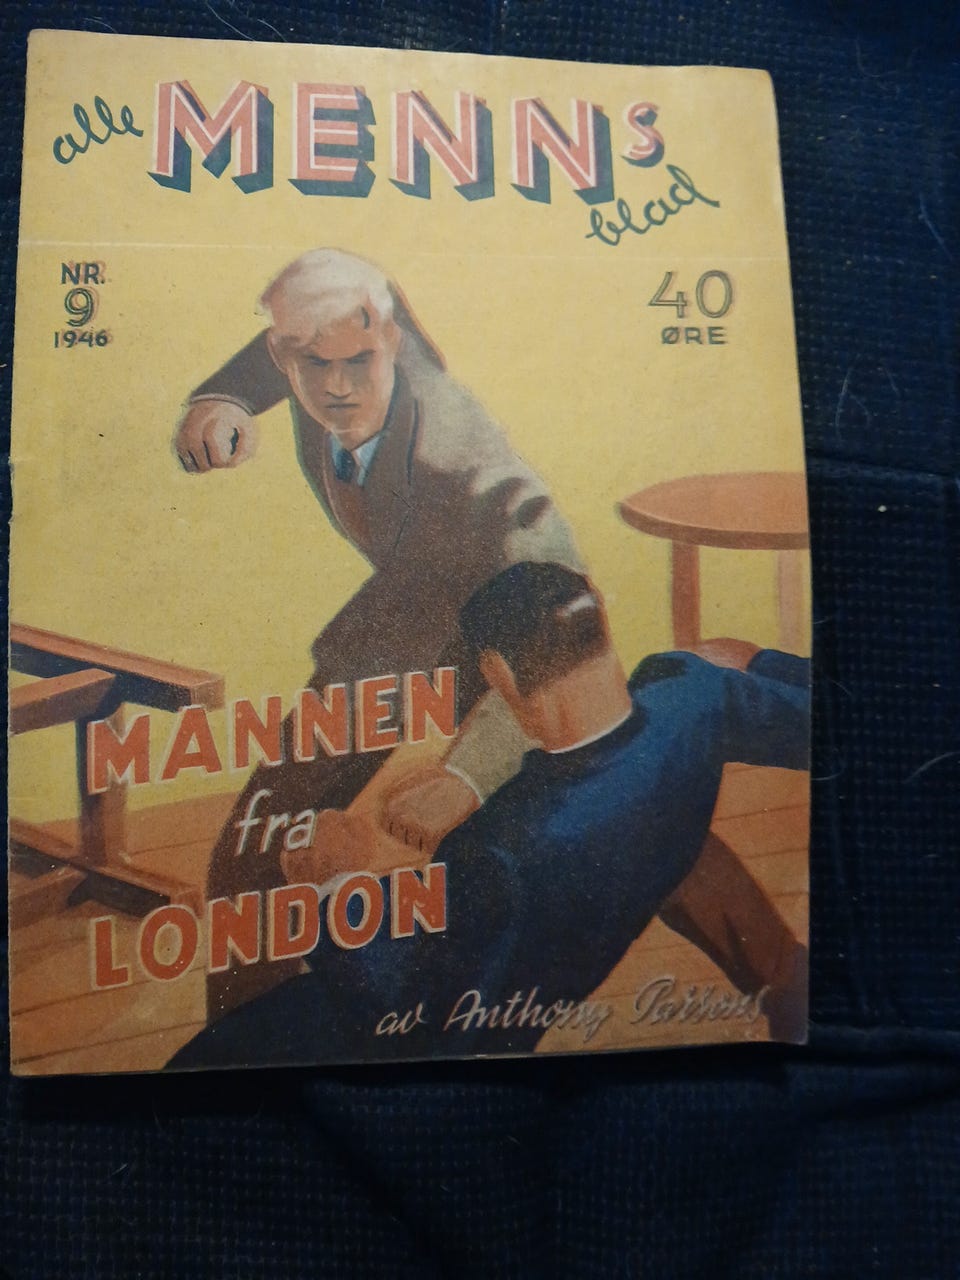 alle MENNs
blad
NR.
9
1946
40
ØRE
MANNEN
fra
LONDON
av Anthony Parsons